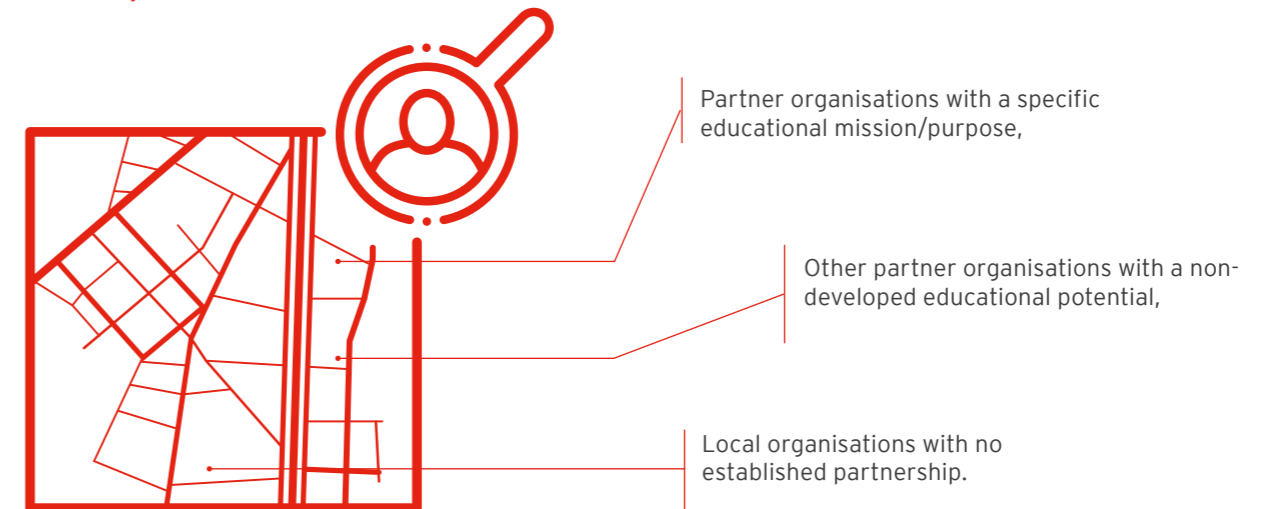 Partner organisations with a specific
educational mission/purpose,
Other partner organisations with a non-
developed educational potential,
Local organisations with no
established partnership.